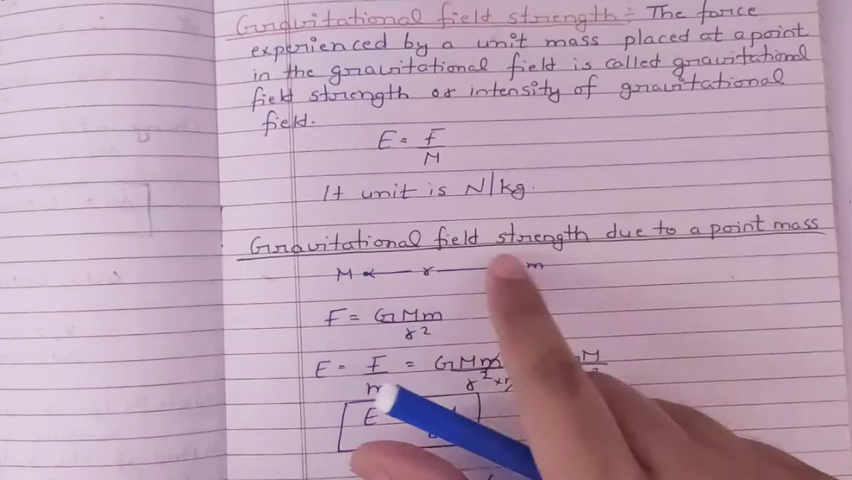 Gravitational field strength :- The force
experienced by a unit mass placed at a point
in the gravitational field is called gravitational
field strength or intensity of gravitational
field.
E = F/M
It unit is N/kg.
Gravitational field strength due to a point mass
M ← r — m
F = GMm/r²
E = F/m = GMm/r²×m M
E